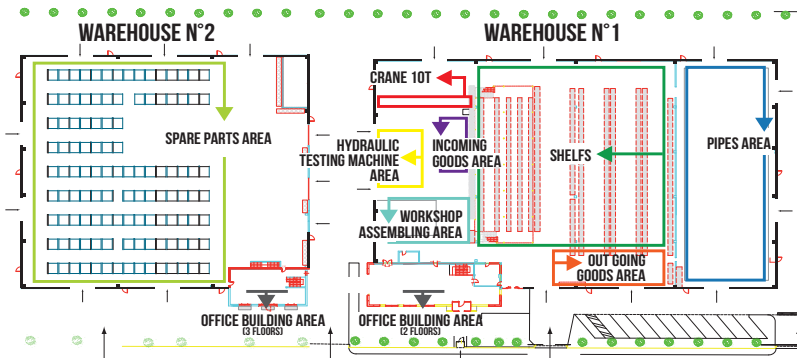 WAREHOUSE N°2
WAREHOUSE N°1
CRANE 10T
SPARE PARTS AREA
HYDRAULIC
TESTING MACHINE
AREA
INCOMING
GOODS AREA
SHELFS
PIPES AREA
WORKSHOP
ASSEMBLING AREA
OUT GOING
GOODS AREA
OFFICE BUILDING AREA
(3 FLOORS)
OFFICE BUILDING AREA
(2 FLOORS)